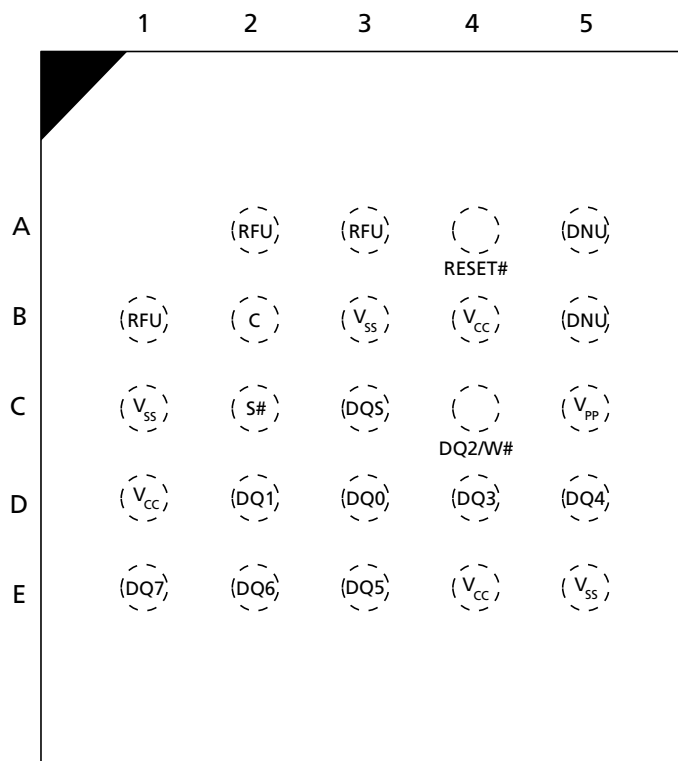 1 2 3 4 5
A RFU RFU DNU
RESET#
B RFU C VSS VCC DNU
C VSS S# DQS VPP
DQ2/W#
D VCC DQ1 DQ0 DQ3 DQ4
E DQ7 DQ6 DQ5 VCC VSS